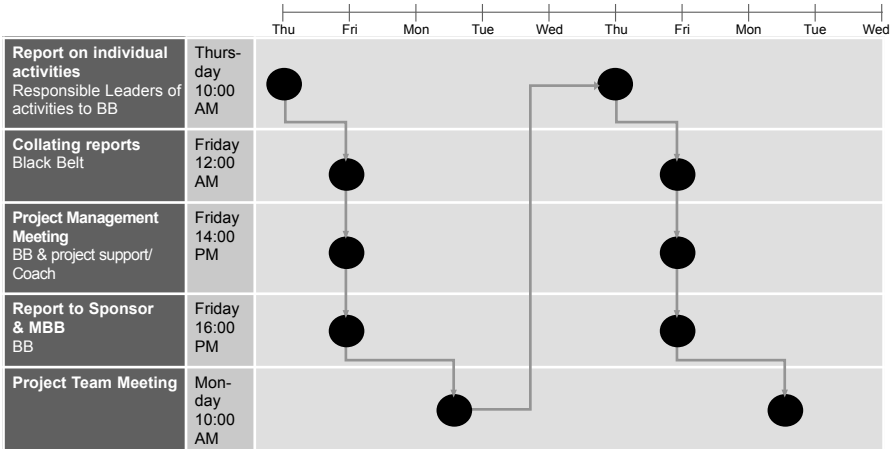 Thu Fri Mon Tue Wed Thu Fri Mon Tue Wed
Report on individual
activities
Responsible Leaders of
activities to BB
Thurs-
day
10:00
AM
Collating reports
Black Belt
Friday
12:00
AM
Project Management
Meeting
BB & project support/
Coach
Friday
14:00
PM
Report to Sponsor
& MBB
BB
Friday
16:00
PM
Project Team Meeting
Mon-
day
10:00
AM